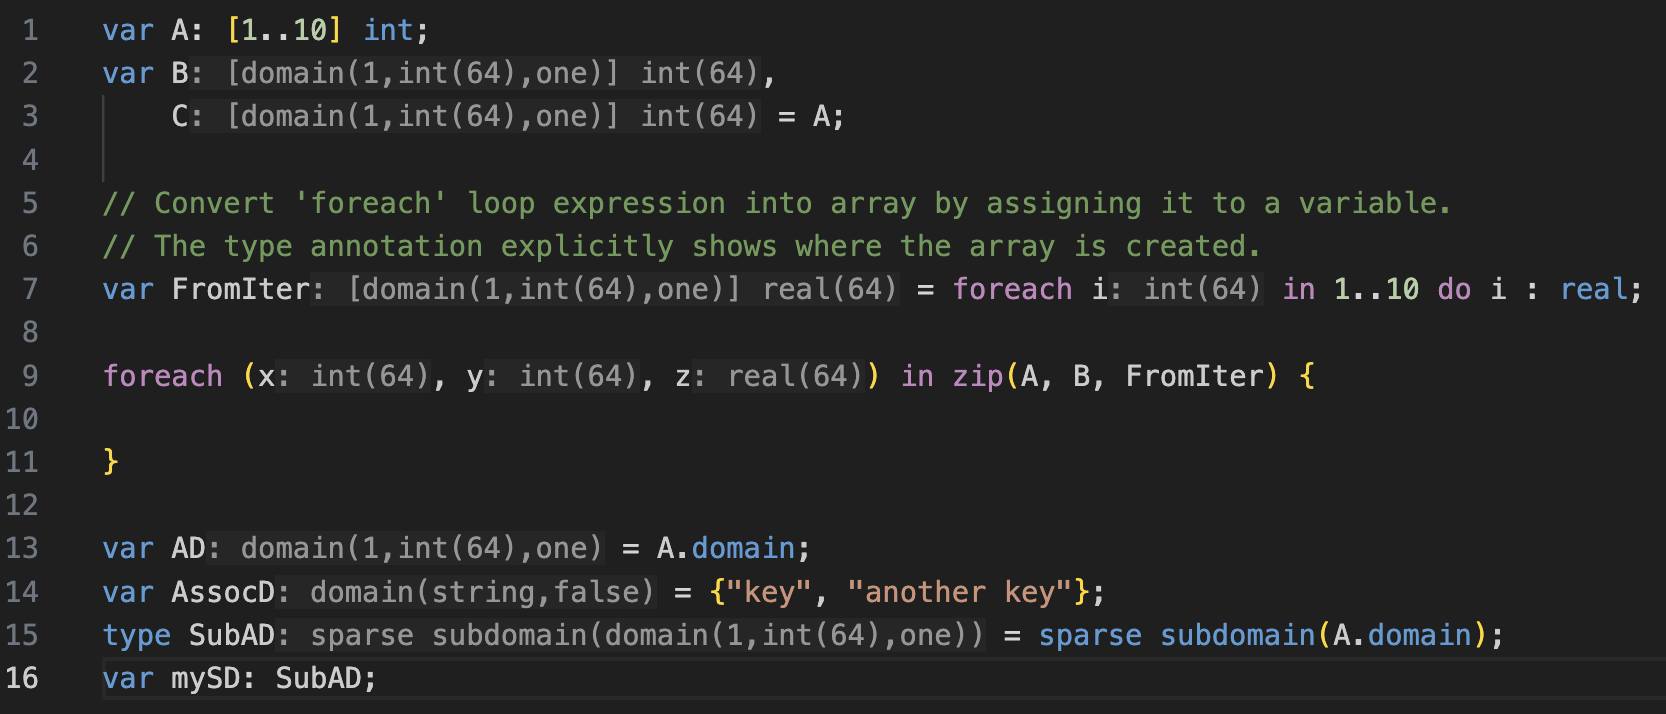 1 var A: [1..10] int;
2 var B: [domain(1,int(64),one)] int(64),
3 C: [domain(1,int(64),one)] int(64) = A;
4
5 // Convert 'foreach' loop expression into array by assigning it to a variable.
6 // The type annotation explicitly shows where the array is created.
7 var FromIter: [domain(1,int(64),one)] real(64) = foreach i: int(64) in 1..10 do i : real;
8
9 foreach (x: int(64), y: int(64), z: real(64)) in zip(A, B, FromIter) {
10
11 }
12
13 var AD: domain(1,int(64),one) = A.domain;
14 var AssocD: domain(string,false) = {"key", "another key"};
15 type SubAD: sparse subdomain(domain(1,int(64),one)) = sparse subdomain(A.domain);
16 var mySD: SubAD;